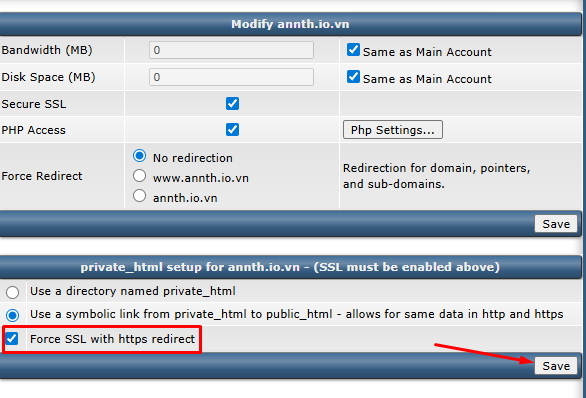 Modify annth.io.vn
Bandwidth (MB) 0 Same as Main Account
Disk Space (MB) 0 Same as Main Account
Secure SSL
PHP Access Php Settings...
No redirection
Force Redirect www.annth.io.vn Redirection for domain, pointers,
and sub-domains.
annth.io.vn
Save
private_html setup for annth.io.vn - (SSL must be enabled above)
Use a directory named private_html
Use a symbolic link from private_html to public_html - allows for same data in http and https
Force SSL with https redirect
Save